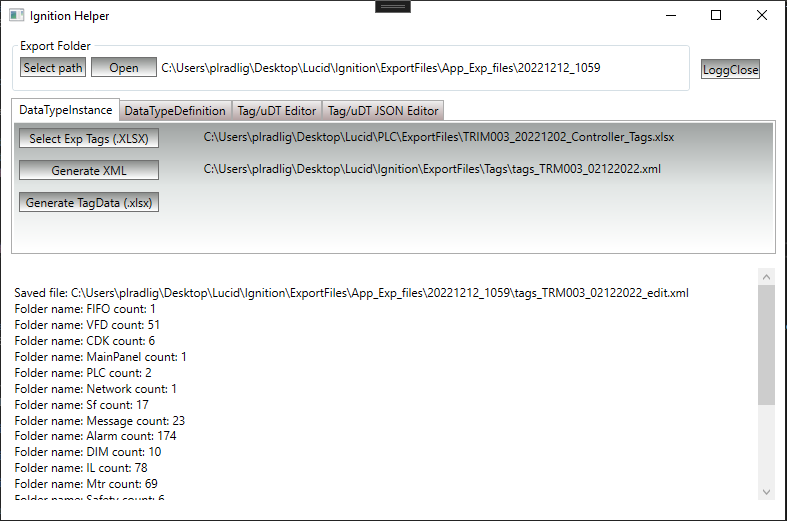 Ignition Helper
Export Folder
Select path Open C:\Users\plradlig\Desktop\Lucid\Ignition\ExportFiles\App_Exp_files\20221212_1059
LoggClose
DataTypeInstance DataTypeDefinition Tag/uDT Editor Tag/uDT JSON Editor
Select Exp Tags (.XLSX) C:\Users\plradlig\Desktop\Lucid\PLC\ExportFiles\TRIM003_20221202_Controller_Tags.xlsx
Generate XML C:\Users\plradlig\Desktop\Lucid\Ignition\ExportFiles\Tags\tags_TRM003_02122022.xml
Generate TagData (.xlsx)
Saved file: C:\Users\plradlig\Desktop\Lucid\Ignition\ExportFiles\App_Exp_files\20221212_1059\tags_TRM003_02122022_edit.xml
Folder name: FIFO count: 1
Folder name: VFD count: 51
Folder name: CDK count: 6
Folder name: MainPanel count: 1
Folder name: PLC count: 2
Folder name: Network count: 1
Folder name: Sf count: 17
Folder name: Message count: 23
Folder name: Alarm count: 174
Folder name: DIM count: 10
Folder name: IL count: 78
Folder name: Mtr count: 69
Folder name: Safety count: 6